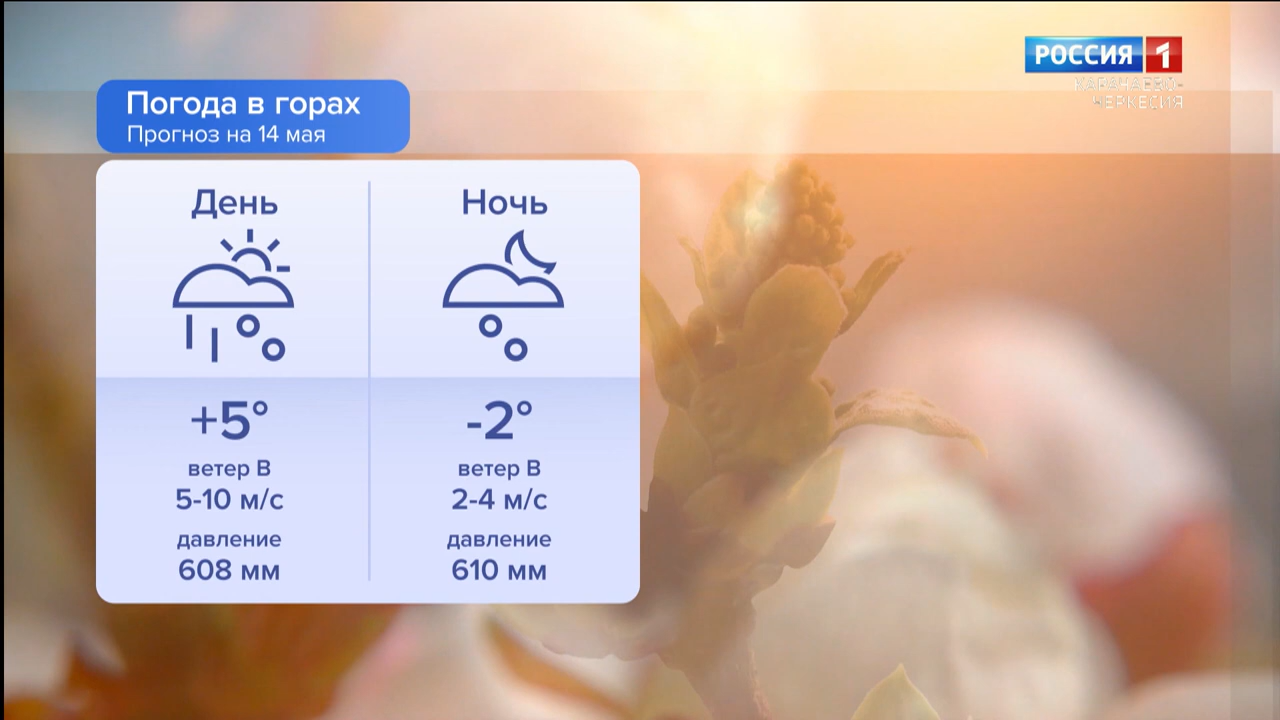 РОССИЯ 1
КАРАЧАЕВО-
ЧЕРКЕСИЯ
Погода в горах
Прогноз на 14 мая
День
Ночь
+5°
-2°
ветер В
ветер В
5-10 м/с
2-4 м/с
давление
давление
608 мм
610 мм